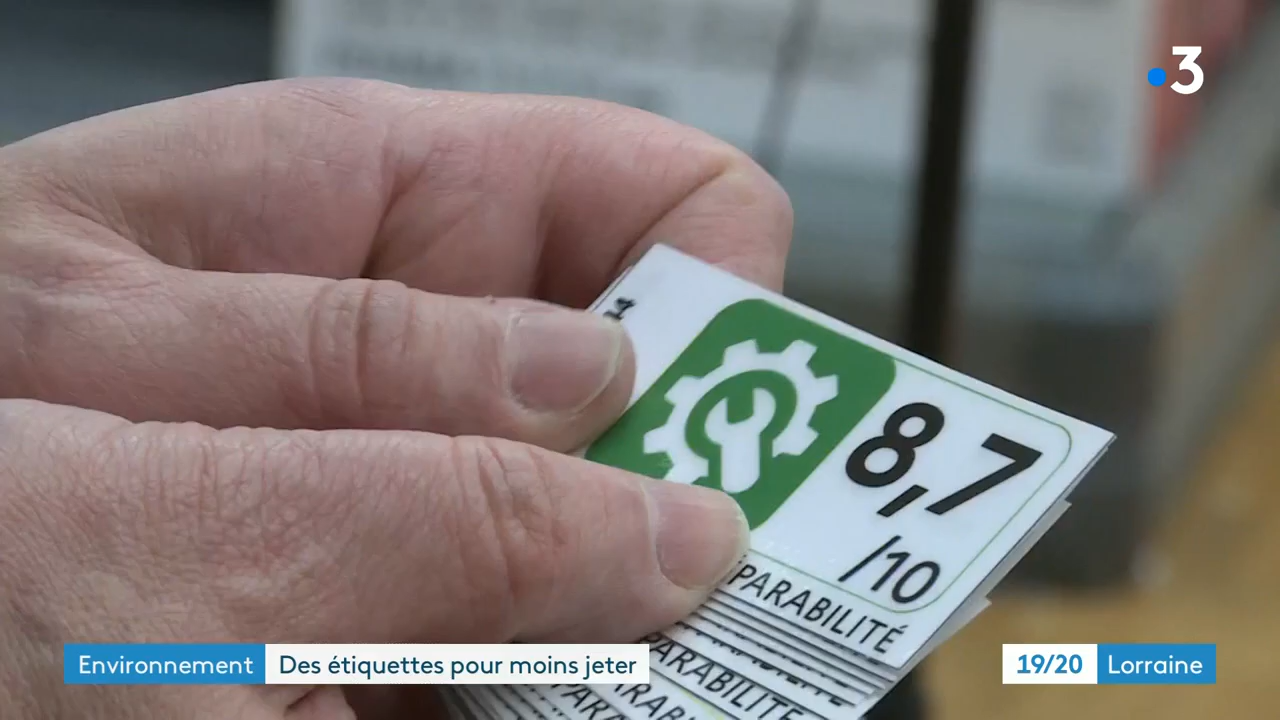 3
8,7
/10
PARABILITÉ
PARABILITÉ
Environnement
Des étiquettes pour moins jeter
19/20
Lorraine